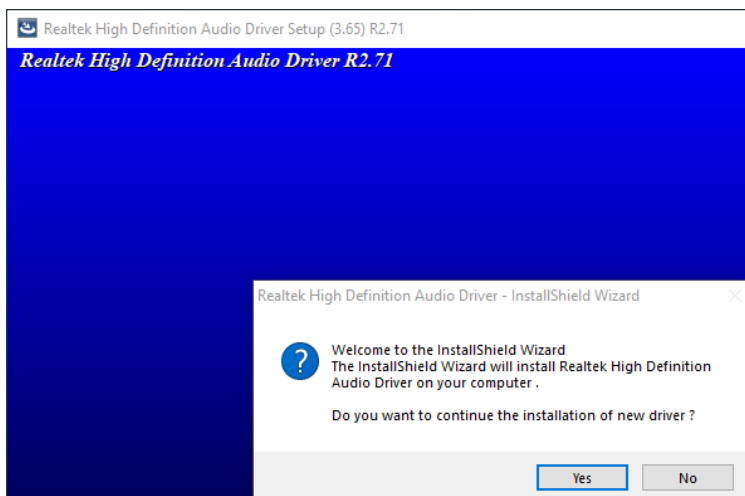 Realtek High Definition Audio Driver Setup (3.65) R2.71
Realtek High Definition Audio Driver R2.71
Realtek High Definition Audio Driver - InstallShield Wizard
Welcome to the InstallShield Wizard
The InstallShield Wizard will install Realtek High Definition
Audio Driver on your computer .
Do you want to continue the installation of new driver ?
Yes
No